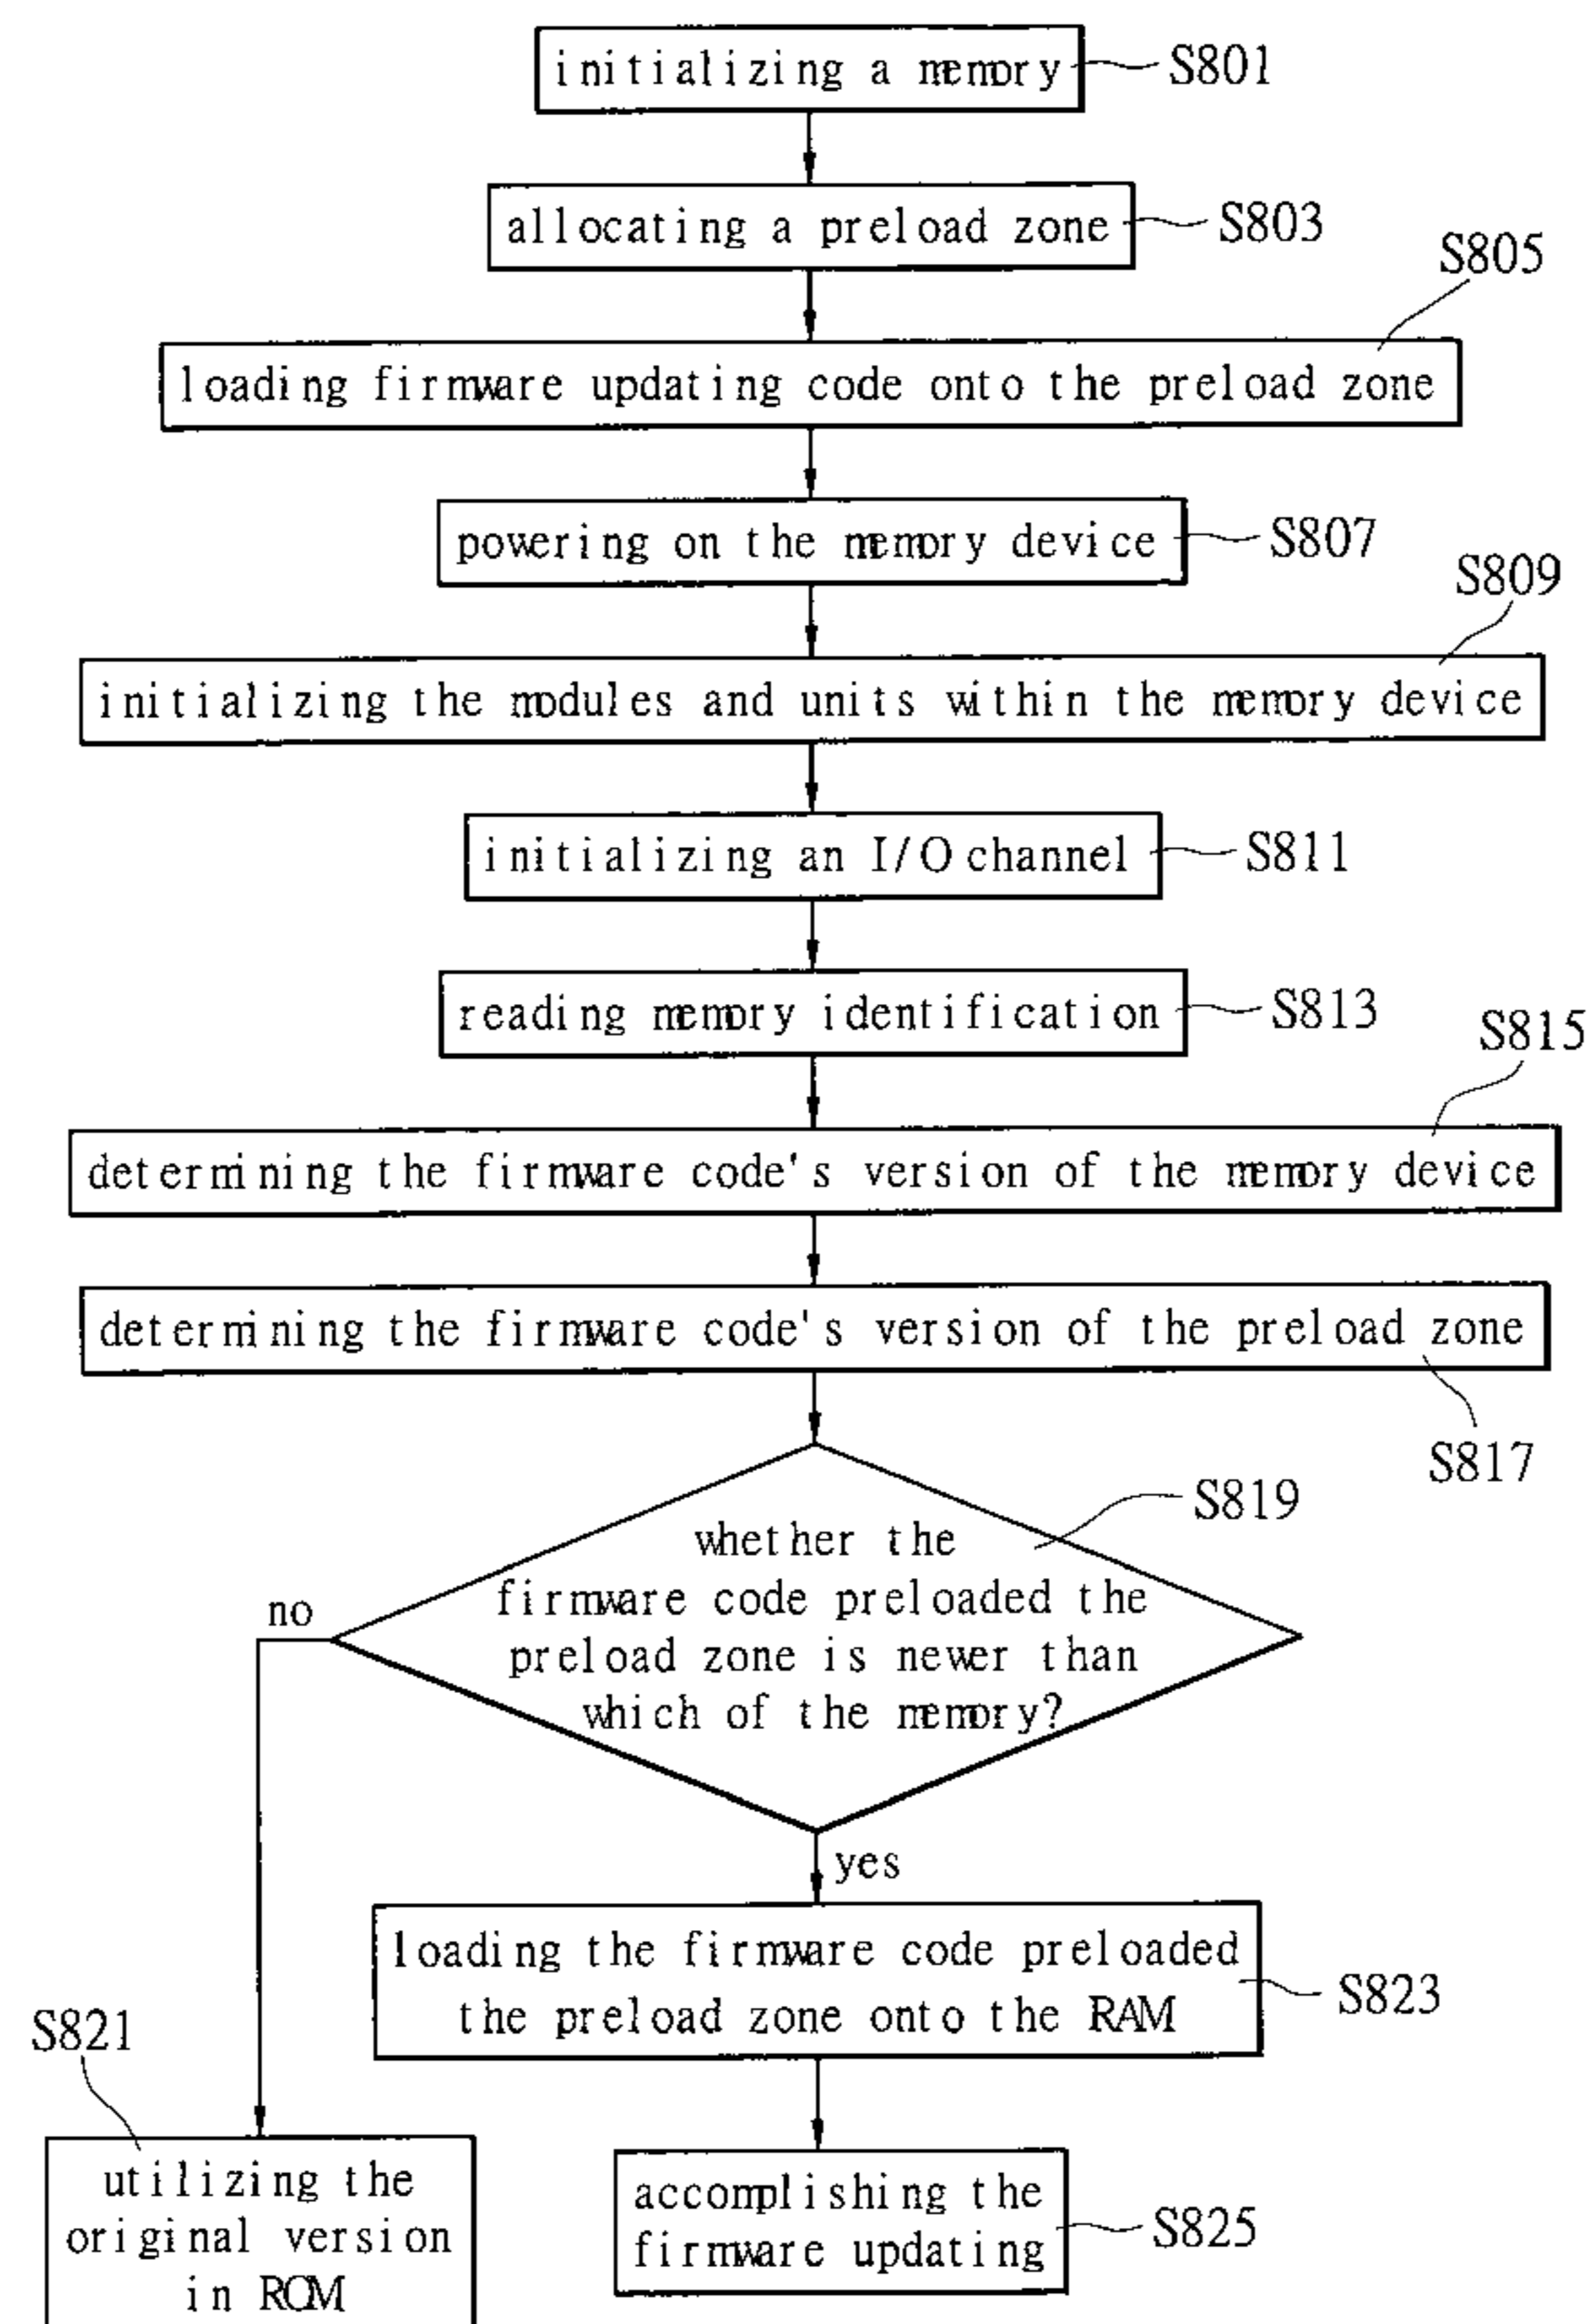 initializing a memory
S801
allocating a preload zone
S803
S805
loading firmware updating code onto the preload zone
powering on the memory device
S807
S809
initializing the modules and units within the memory device
initializing an I/O channel
S811
reading memory identification
S813
S815
determining the firmware code's version of the memory device
determining the firmware code's version of the preload zone
S817
S819
whether the
firmware code preloaded the
preload zone is newer than
which of the memory?
no
yes
loading the firmware code preloaded
the preload zone onto the RAM
S823
S821
utilizing the
original version
in ROM
accomplishing the
firmware updating
S825